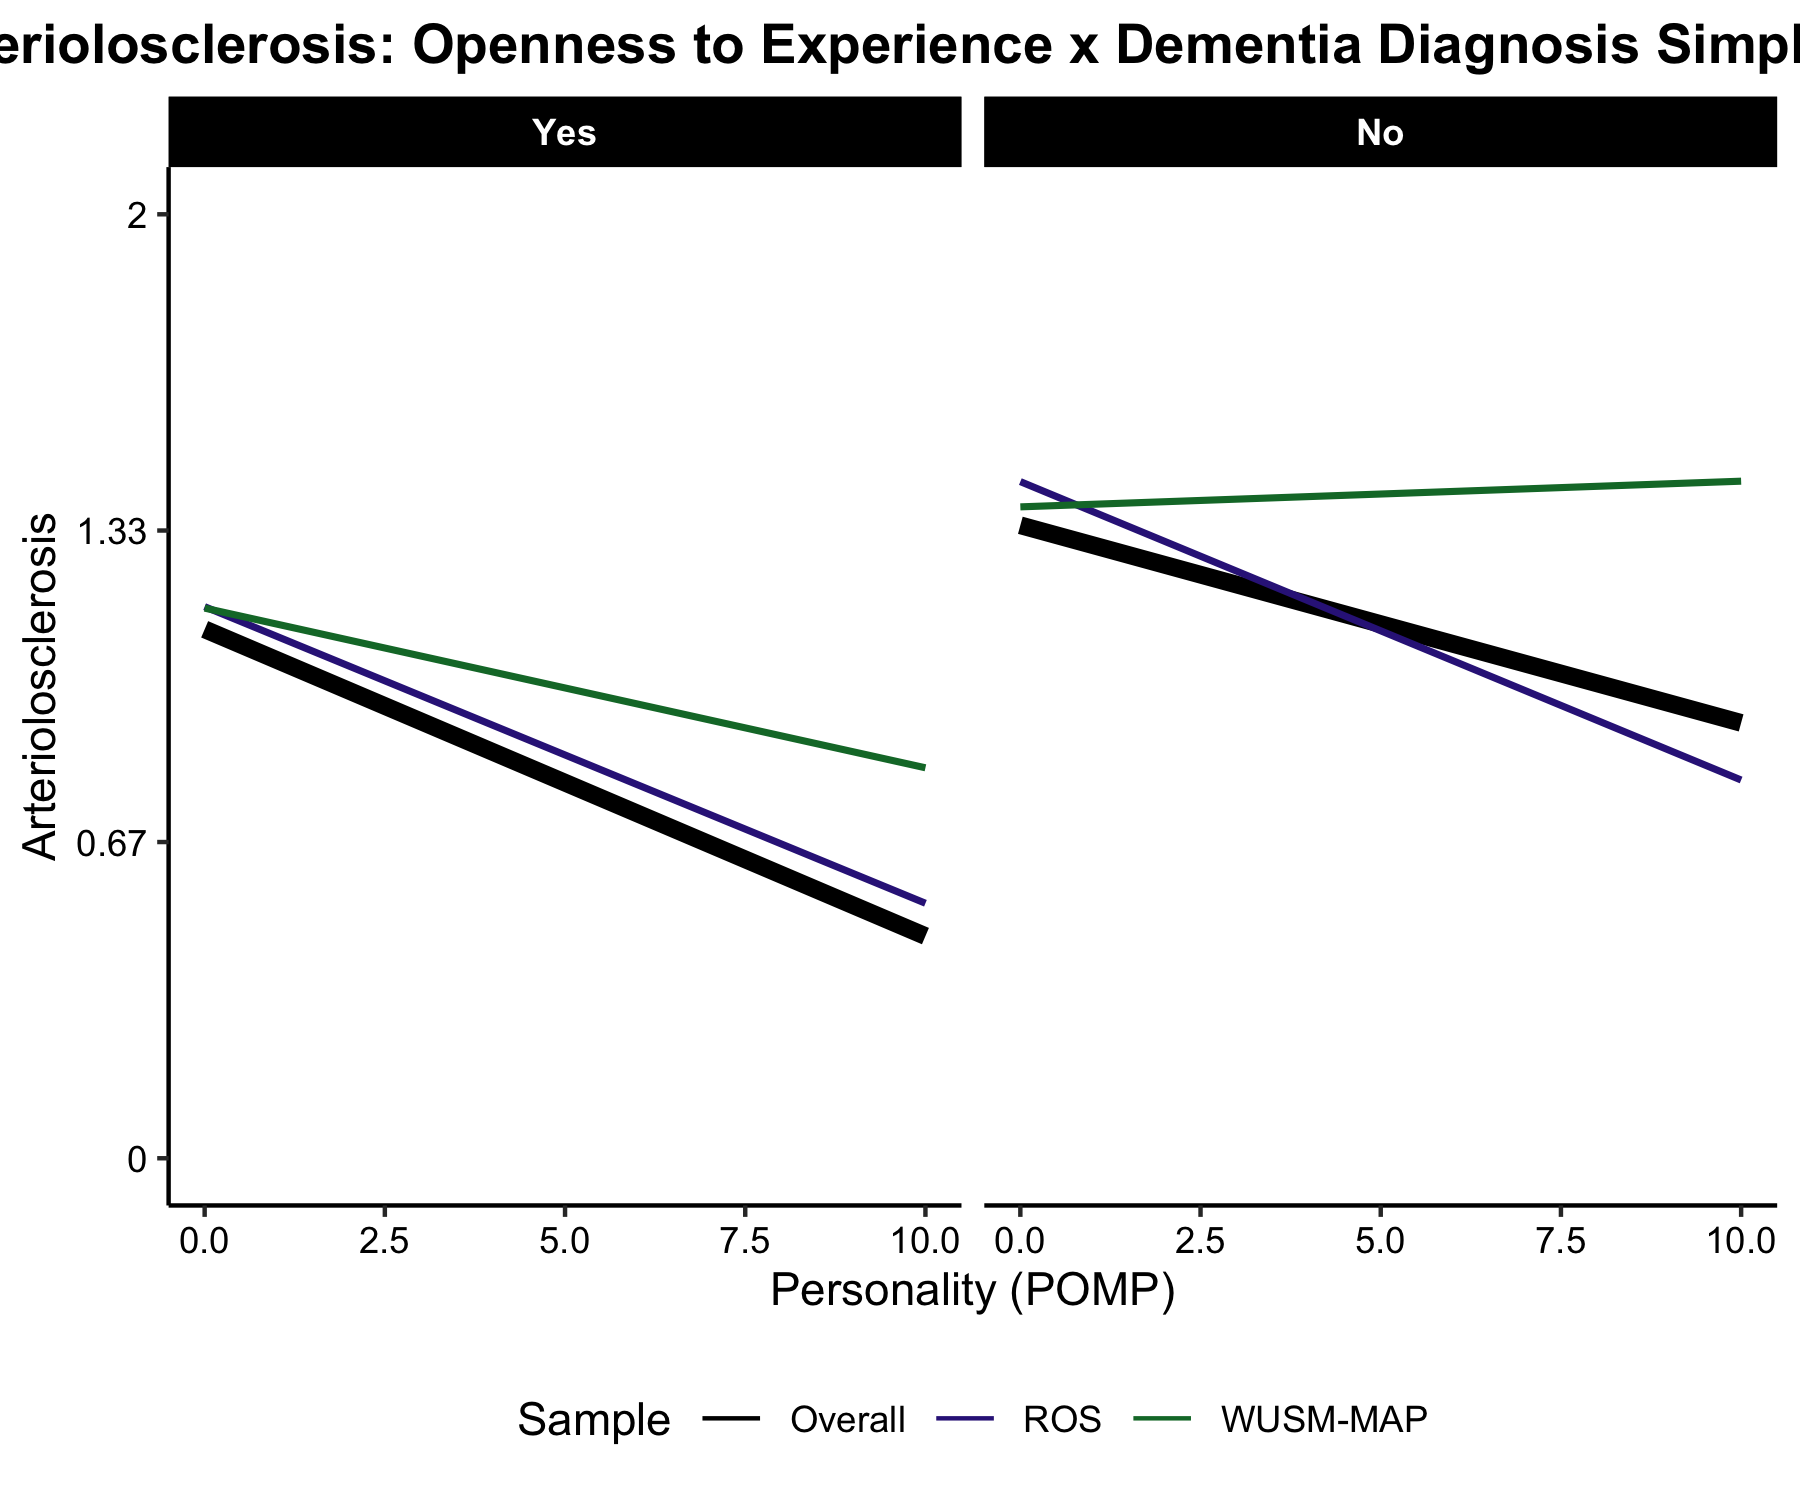 eriolosclerosis: Openness to Experience x Dementia Diagnosis Simpl
Yes
No
Arteriolosclerosis
2
1.33
0.67
0
0.0 2.5 5.0 7.5 10.0
0.0 2.5 5.0 7.5 10.0
Personality (POMP)
Sample Overall ROS WUSM-MAP